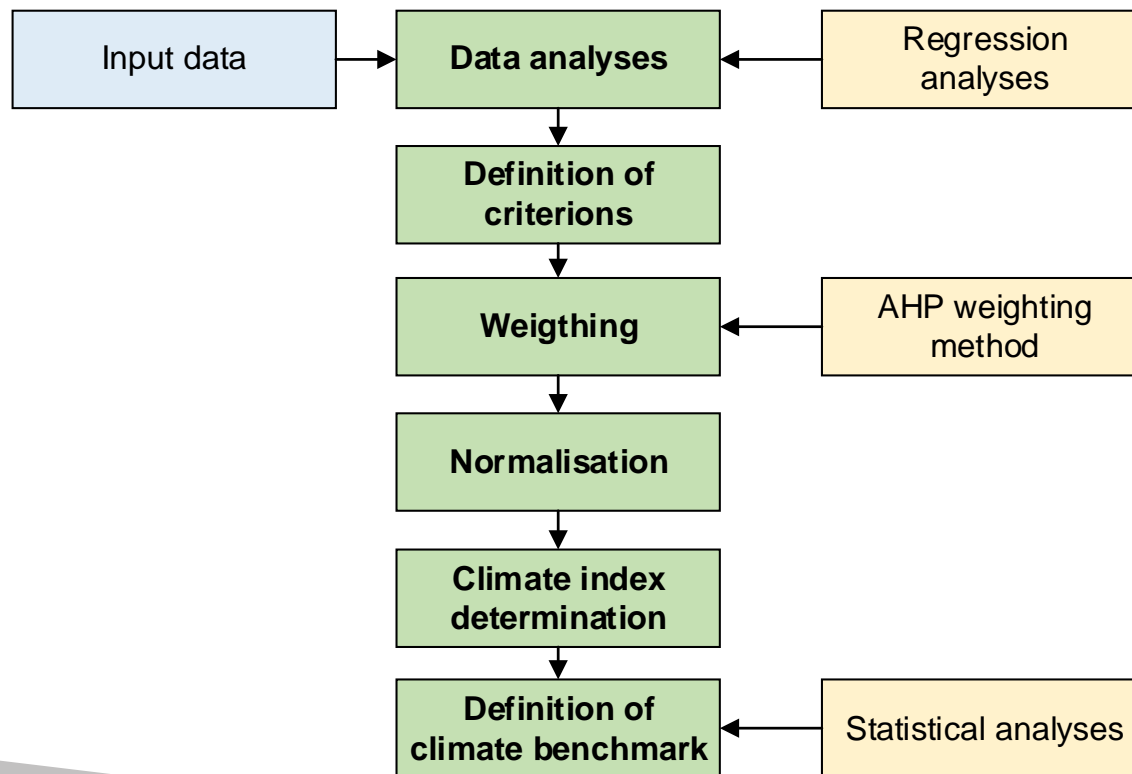 Input data
Data analyses
Regression
analyses
Definition of
criterions
Weigthing
AHP weighting
method
Normalisation
Climate index
determination
Definition of
climate benchmark
Statistical analyses